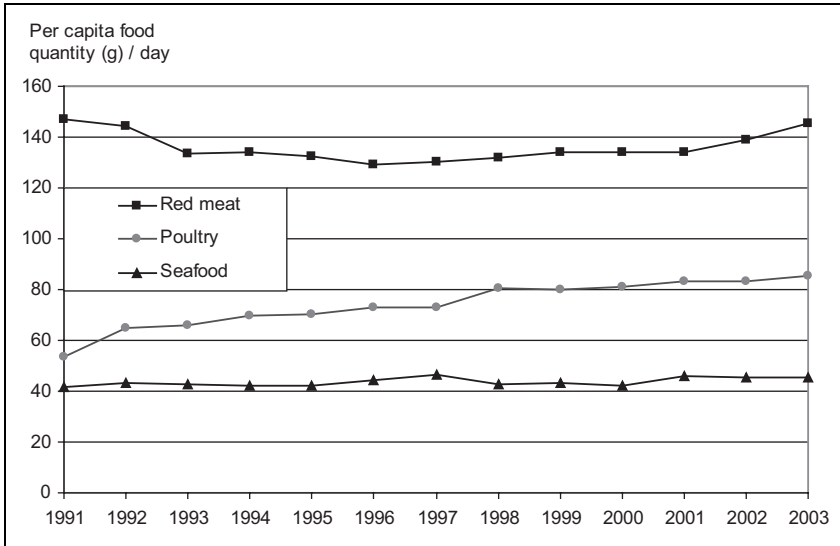 Per capita food
quantity (g) / day
160
140
120
100
80
60
40
20
0
Red meat
Poultry
Seafood
1991 1992 1993 1994 1995 1996 1997 1998 1999 2000 2001 2002 2003